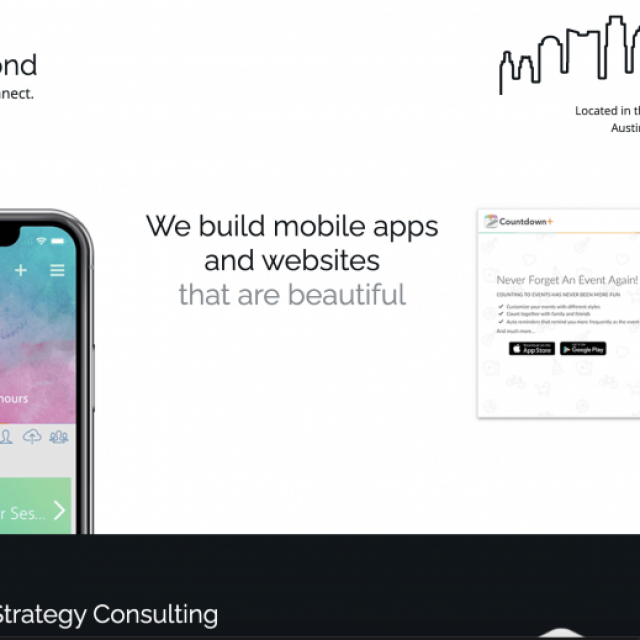 ond
nnect.
Located in th
Austin
We build mobile apps
and websites
that are beautiful
Countdown+
Never Forget An Event Again!
COUNTING TO EVENTS HAS NEVER BEEN MORE FUN
Customize your events with different styles
Count together with family and friends
Auto reminders that remind you more frequently as the event
And much more...
App Store
Google Play
hours
r Ses...
Strategy Consulting